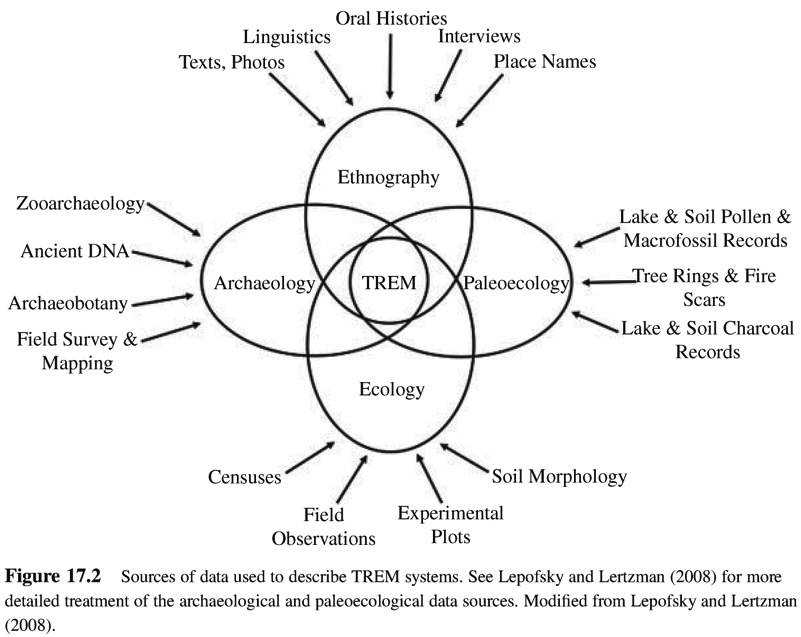 Oral Histories
Linguistics
Interviews
Texts, Photos
Place Names
Ethnography
Zooarchaeology
Ancient DNA
Archaeobotany
Field Survey &
Mapping
Archaeology
TREM
Paleoecology
Lake & Soil Pollen &
Macrofossil Records
Tree Rings & Fire
Scars
Lake & Soil Charcoal
Records
Ecology
Censuses
Field
Observations
Experimental
Plots
Soil Morphology
Figure 17.2 Sources of data used to describe TREM systems. See Lepofsky and Lertzman (2008) for more
detailed treatment of the archaeological and paleoecological data sources. Modified from Lepofsky and Lertzman
(2008).